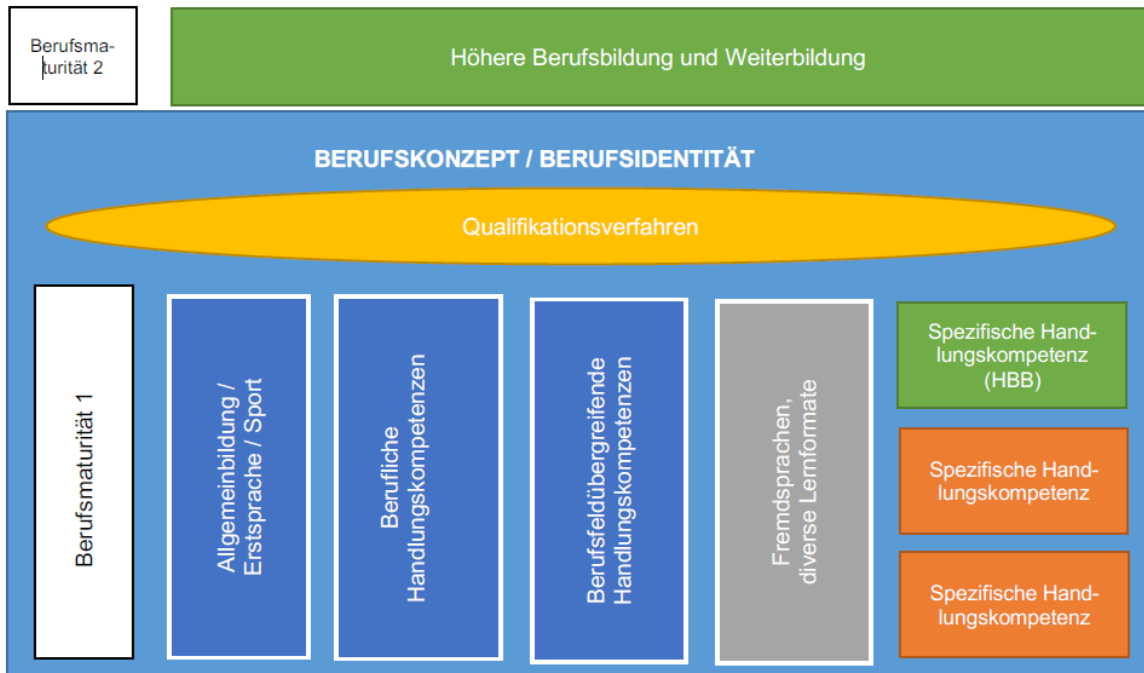 Berufsma-
turität 2
Höhere Berufsbildung und Weiterbildung
BERUFSKONZEPT / BERUFSIDENTITÄT
Qualifikationsverfahren
Berufsmaturität 1
Allgemeinbildung /
Erstsprache / Sport
Berufliche
Handlungskompetenzen
Berufsfeldübergreifende
Handlungskompetenzen
Fremdsprachen,
diverse Lernformate
Spezifische Hand-
lungskompetenz
(HBB)
Spezifische Hand-
lungskompetenz
Spezifische Hand-
lungskompetenz